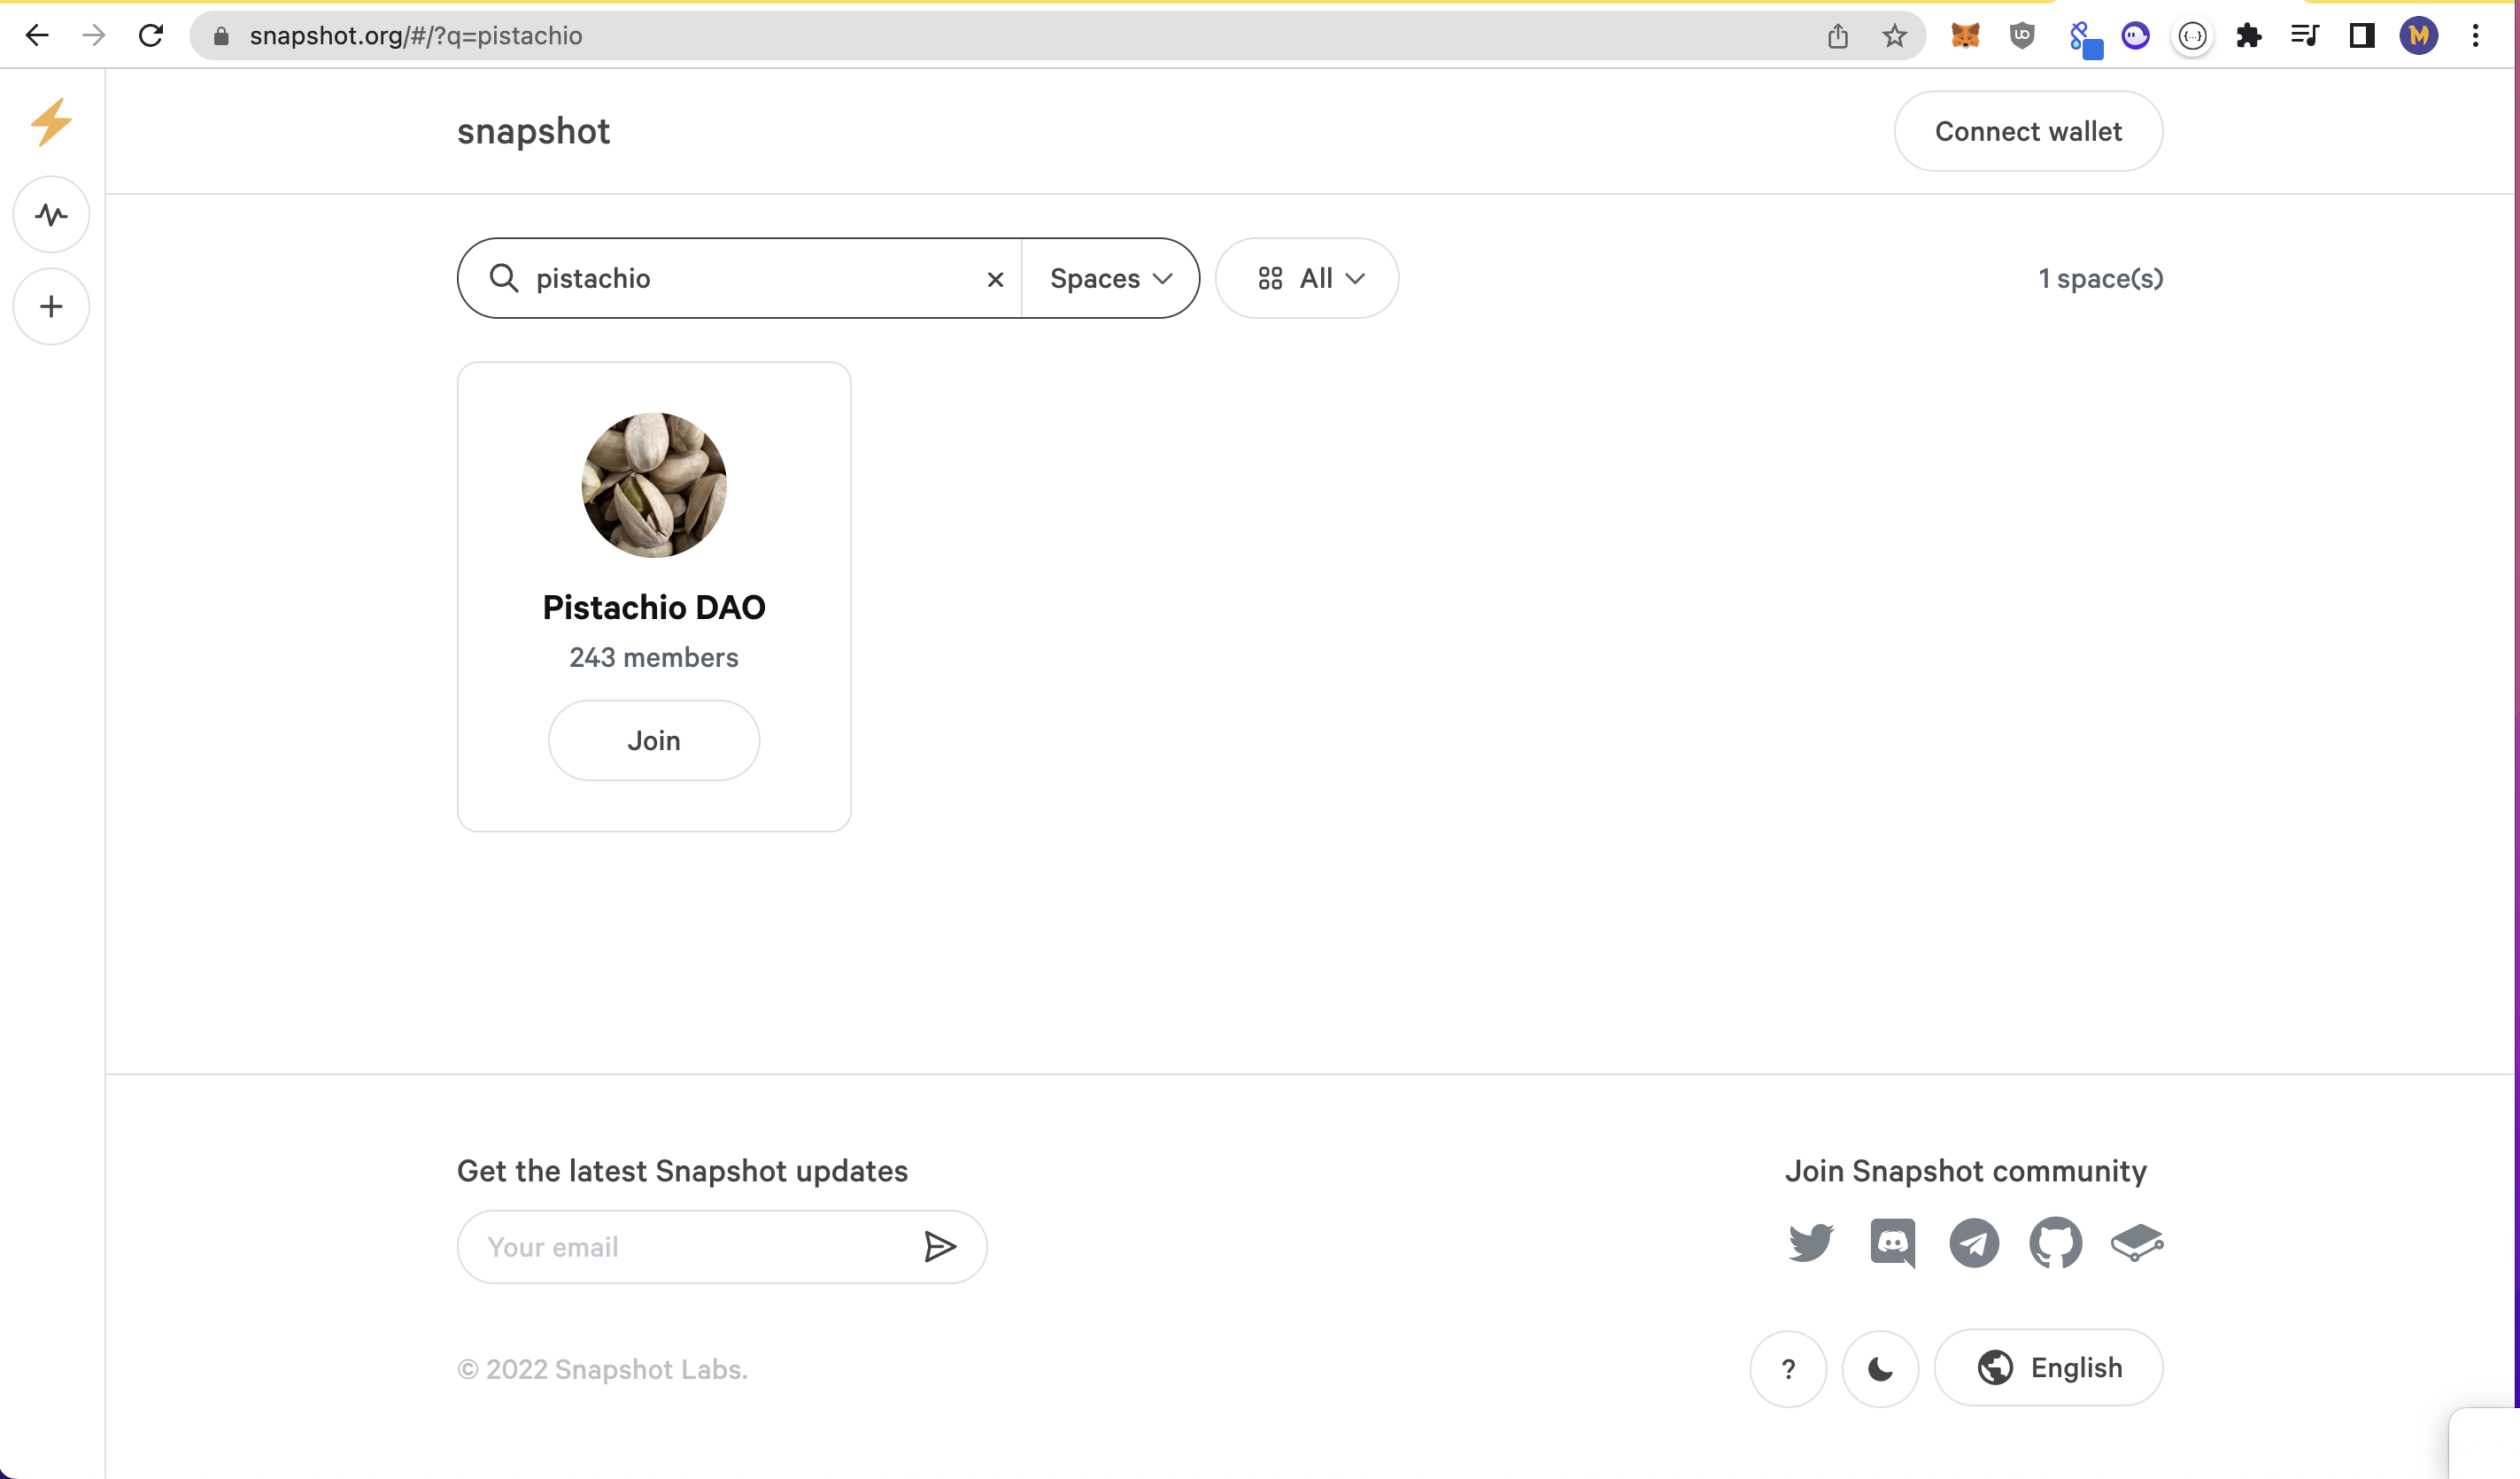 snapshot.org/#/?q=pistachio
snapshot
Connect wallet
pistachio
Spaces
All
1 space(s)
Pistachio DAO
243 members
Join
Get the latest Snapshot updates
Join Snapshot community
Your email
© 2022 Snapshot Labs.
?
English